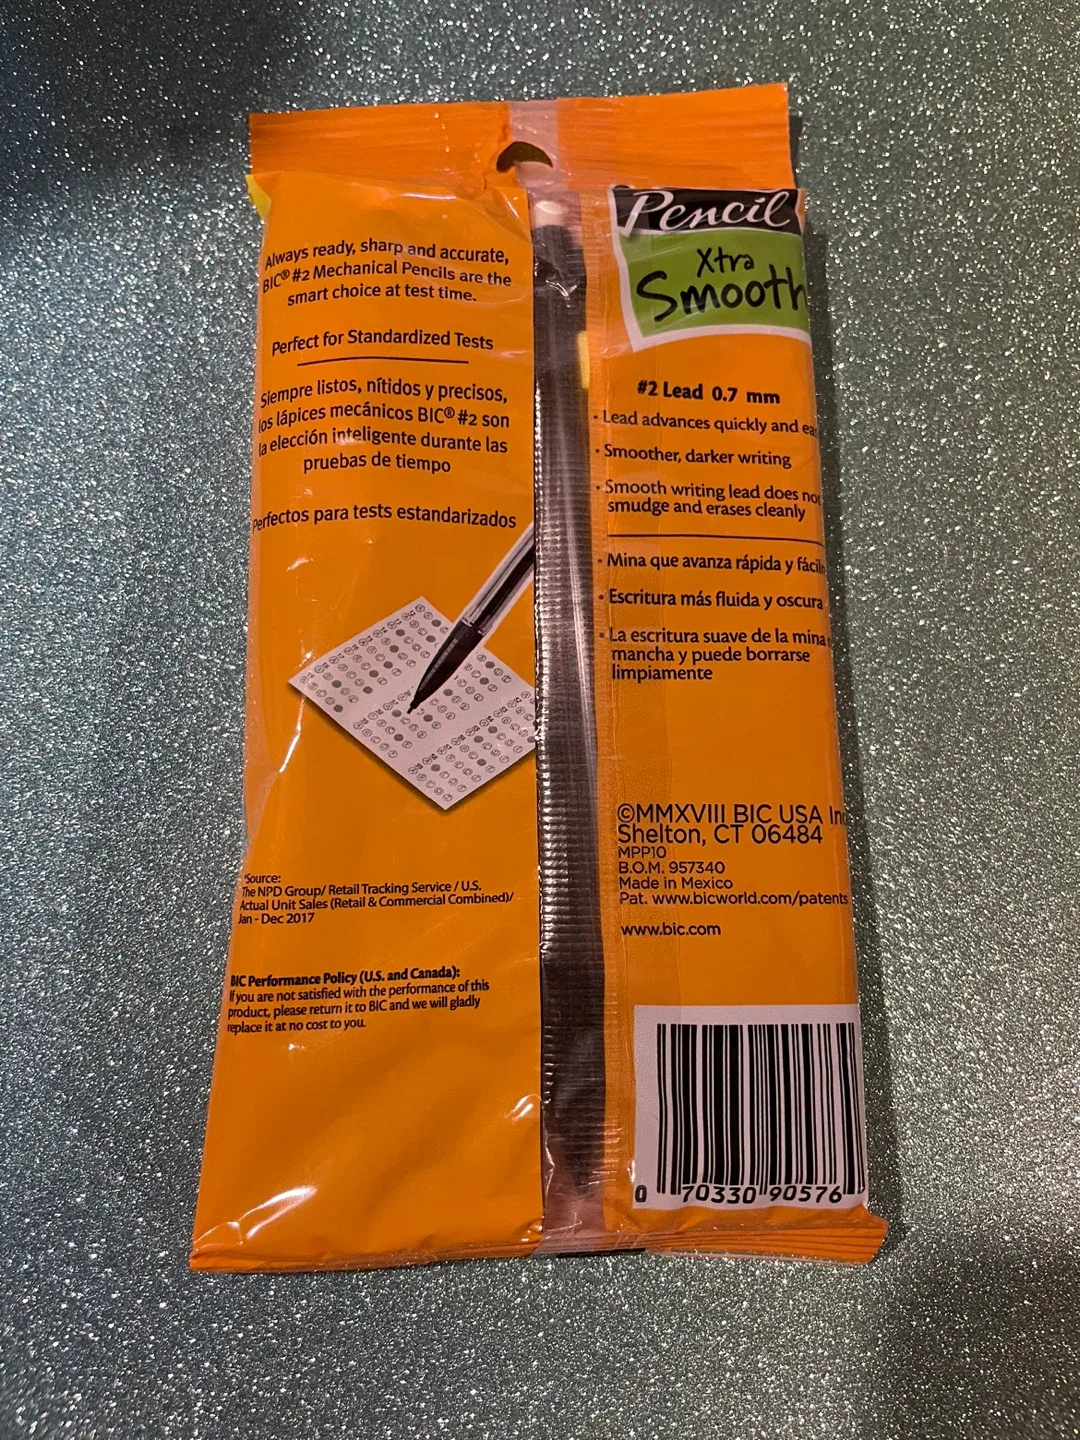 Always ready, sharp and accurate,
BIC® #2 Mechanical Pencils are the
smart choice at test time.
Perfect for Standardized Tests
Siempre listos, nítidos y precisos,
los lápices mecánicos BIC® #2 son
la elección inteligente durante las
pruebas de tiempo
Perfectos para tests estandarizados
*Source:
The NPD Group/ Retail Tracking Service / U.S.
Actual Unit Sales (Retail & Commercial Combined)/
Jan - Dec 2017
BIC Performance Policy (U.S. and Canada):
If you are not satisfied with the performance of this
product, please return it to BIC and we will gladly
replace it at no cost to you.
Pencil
Xtra
Smooth
#2 Lead 0.7 mm
• Lead advances quickly and
• Smoother, darker writing
• Smooth writing lead does not
smudge and erases cleanly
• Mina que avanza rápida y
• Escritura más fluida y oscura
• La escritura suave de la mina
mancha y puede borrarse
limpiamente
©MMXVIII BIC USA Inc
Shelton, CT 06484
MPP10
B.O.M. 957340
Made in Mexico
Pat. www.bicworld.com/patents
www.bic.com
0 70330 90576